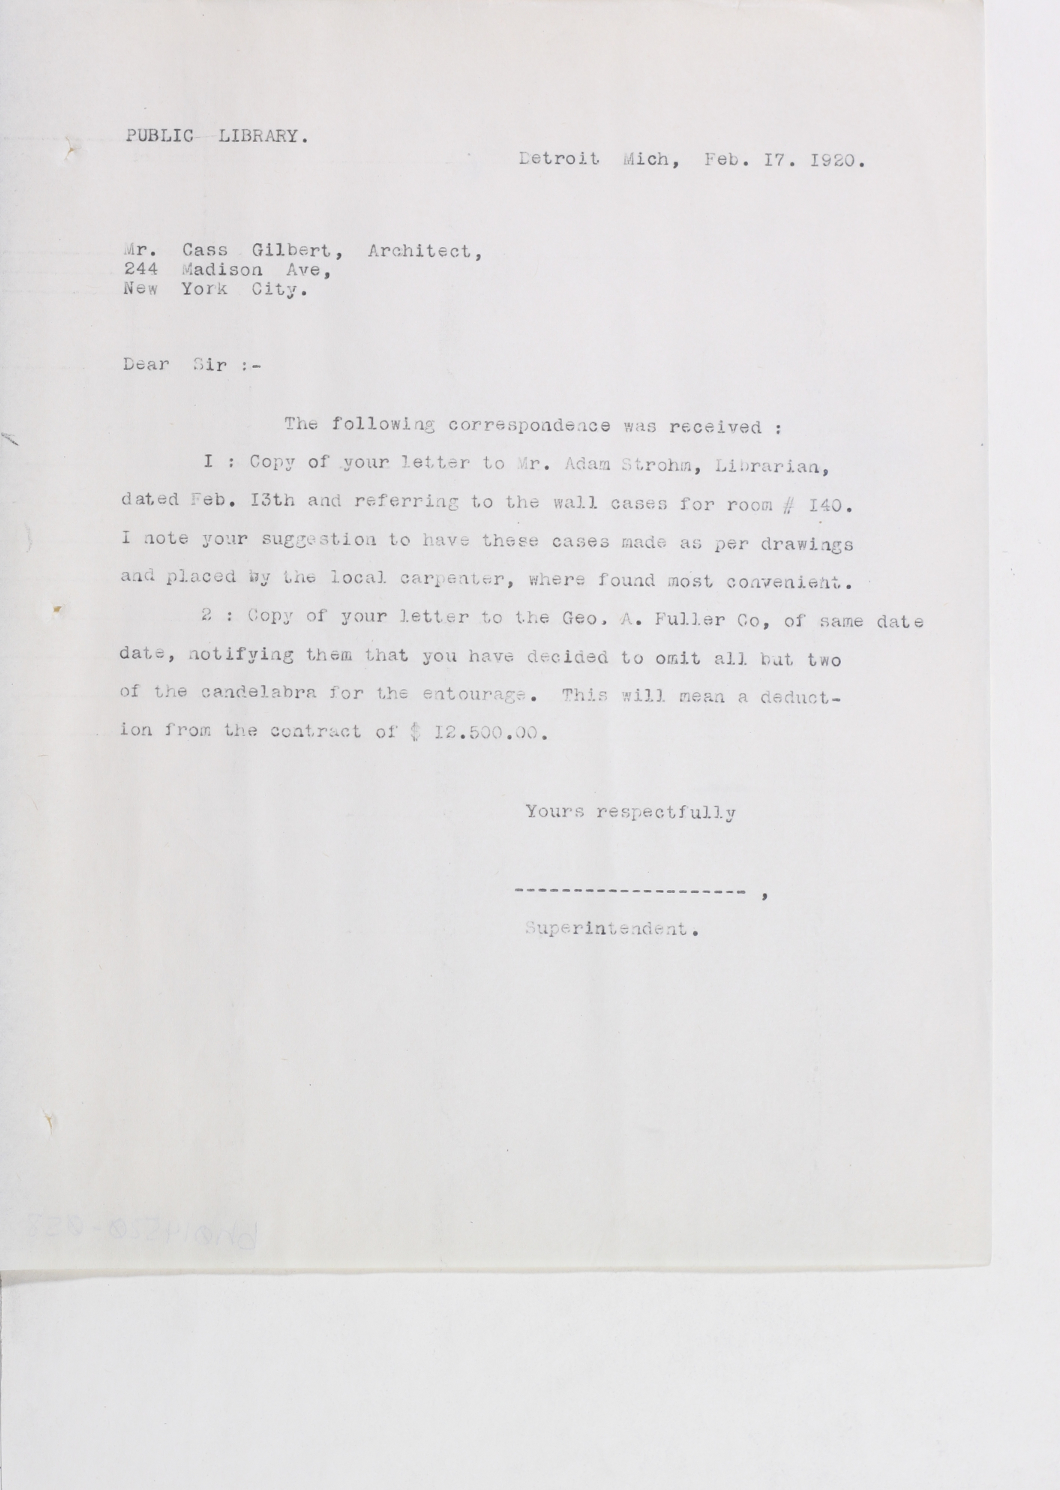 PUBLIC LIBRARY.
Detroit Mich, Feb. I7. I920.
Mr. Cass Gilbert, Architect,
244 Madison Ave,
New York City.
Dear Sir :-
The following correspondence was received :
I : Copy of your letter to Mr. Adam Strohm, Librarian,
dated Feb. I3th and referring to the wall cases for room # I40.
I note your suggestion to have these cases made as per drawings
and placed by the local carpenter, where found most convenient.
2 : Copy of your letter to the Geo. A. Fuller Co, of same date
date, notifying them that you have decided to omit all but two
of the candelabra for the entourage. This will mean a deduct-
ion from the contract of $ I2.500.00.
Yours respectfully
-------------------- ,
Superintendent.